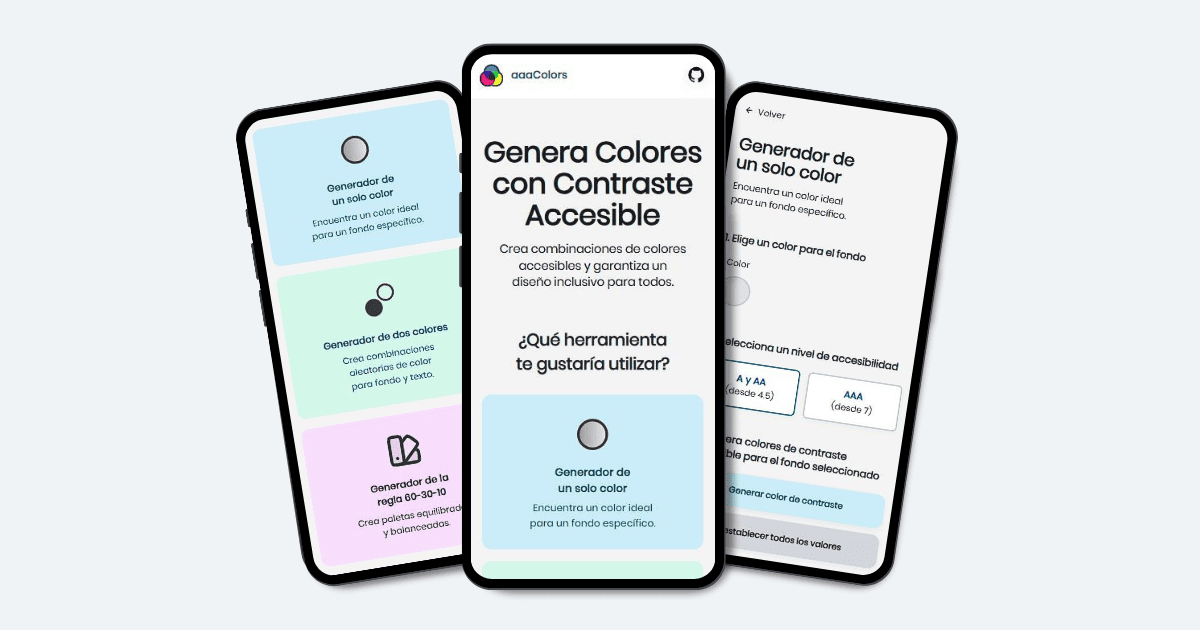 Generador de
un solo color
Encuentra un color ideal
para un fondo específico.
Generador de dos colores
Crea combinaciones
aleatorias de color
para fondo y texto.
Generador de la
regla 60-30-10
Crea paletas equilibrad
y balanceadas.
aaaColors
Genera Colores
con Contraste
Accesible
Crea combinaciones de colores
accesibles y garantiza un
diseño inclusivo para todos.
¿Qué herramienta
te gustaría utilizar?
Generador de
un solo color
Encuentra un color ideal
para un fondo específico.
← Volver
Generador de
un solo color
Encuentra un color ideal
para un fondo específico.
1. Elige un color para el fondo
Color
elecciona un nivel de accesibilidad
A y AA
(desde 4.5)
AAA
(desde 7)
era colores de contraste
ble para el fondo seleccionado
Generar color de contraste
establecer todos los valores